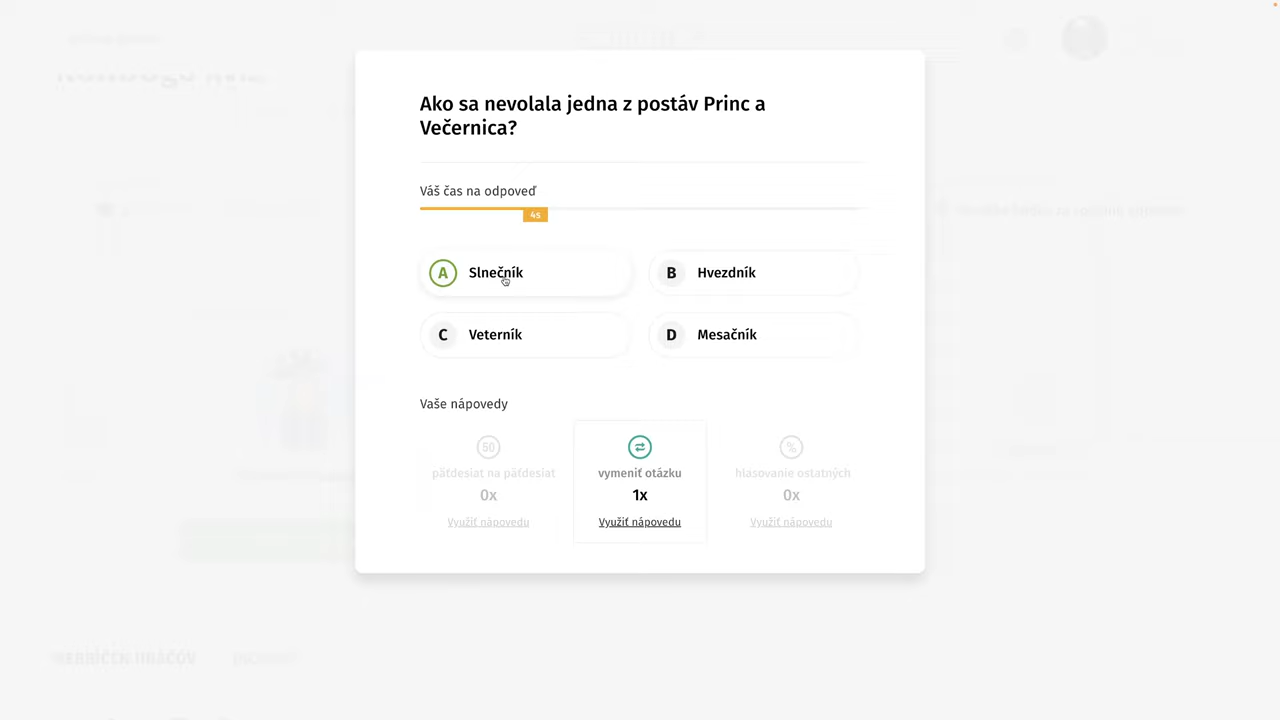 Ako sa nevolala jedna z postáv Princ a
Večernica?
Váš čas na odpoveď
4s
A Slnečník
B Hvezdník
C Veterník
D Mesačník
Vaše nápovedy
50
päťdesiat na päťdesiat
0x
Využiť nápovedu
vymeniť otázku
1x
Využiť nápovedu
%
hlasovanie ostatných
0x
Využiť nápovedu